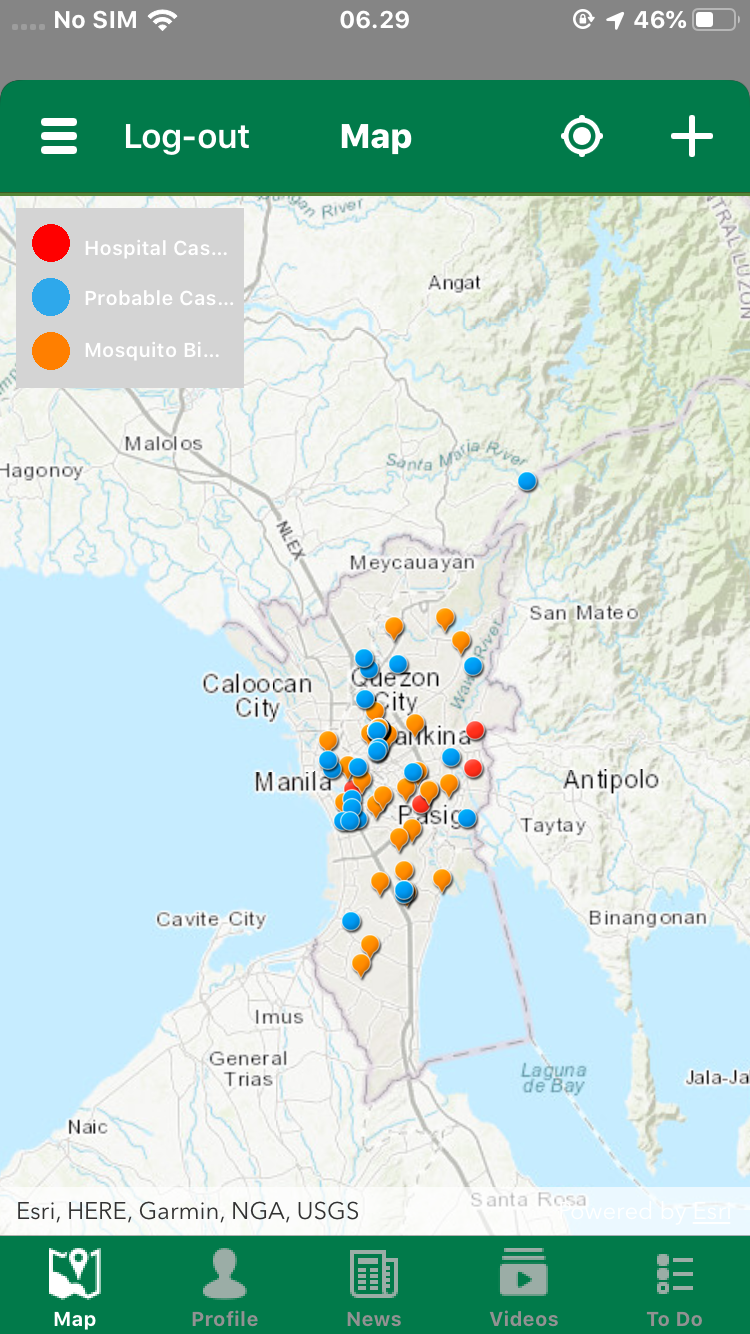 No SIM 06.29 46%
Log-out Map
Hospital Cas...
Probable Cas...
Mosquito Bi...
River
Angat
Malolos
Santa Maria River
Hagonoy
NLEX
Meycauayan
San Mateo
Quezon
City
Caloocan
City
Manila
Pasig
Antipolo
Taytay
Cavite City
Binangonan
Imus
General
Trias
Laguna
de Bay
Jala-Ja
Naic
Santa Rosa
Esri, HERE, Garmin, NGA, USGS
Powered by Esri
Map Profile News Videos To Do